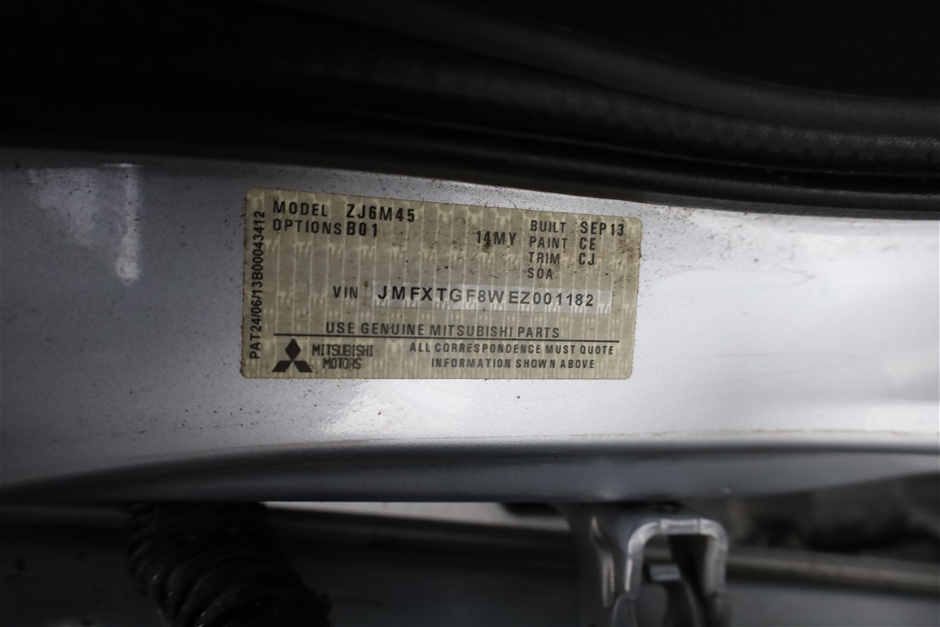 MODEL ZJ6M45
OPTIONS B01
14MY
BUILT SEP13
PAINT CE
TRIM CJ
SOA
VIN JMFXTGF8WEZ001182
USE GENUINE MITSUBISHI PARTS
MITSUBISHI
MOTORS
ALL CORRESPONDENCE MUST QUOTE
INFORMATION SHOWN ABOVE
PAT24/06/13B00043412